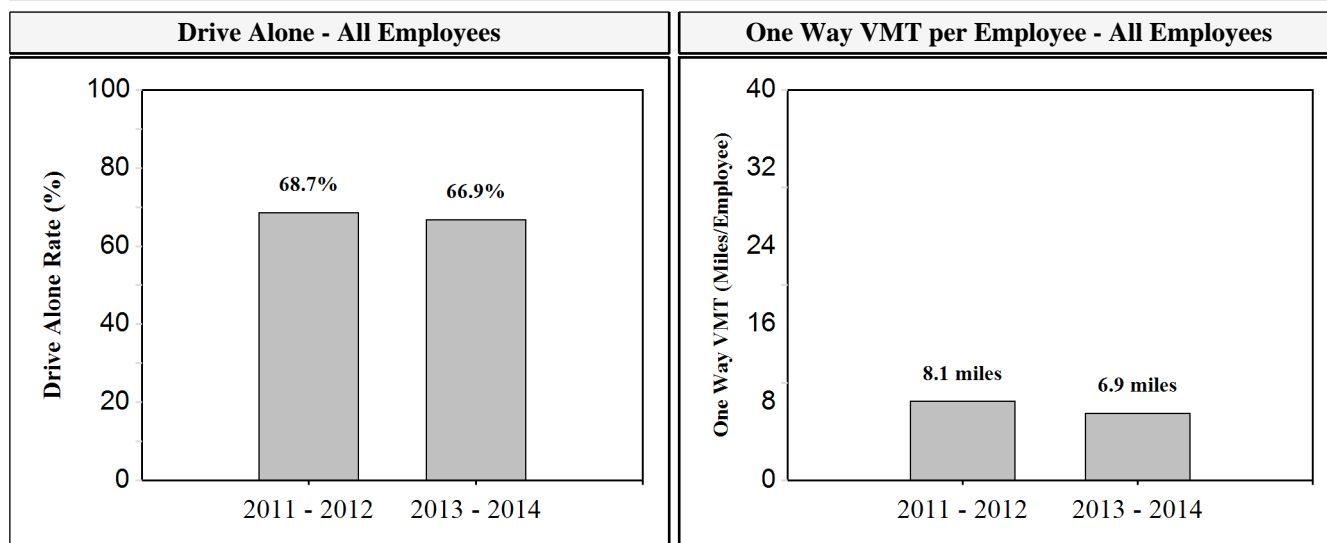 Drive Alone - All Employees
One Way VMT per Employee - All Employees
Drive Alone Rate (%)
100
80
60
40
20
0
68.7%
66.9%
2011 - 2012
2013 - 2014
One Way VMT (Miles/Employee)
40
32
24
16
8
0
8.1 miles
6.9 miles
2011 - 2012
2013 - 2014